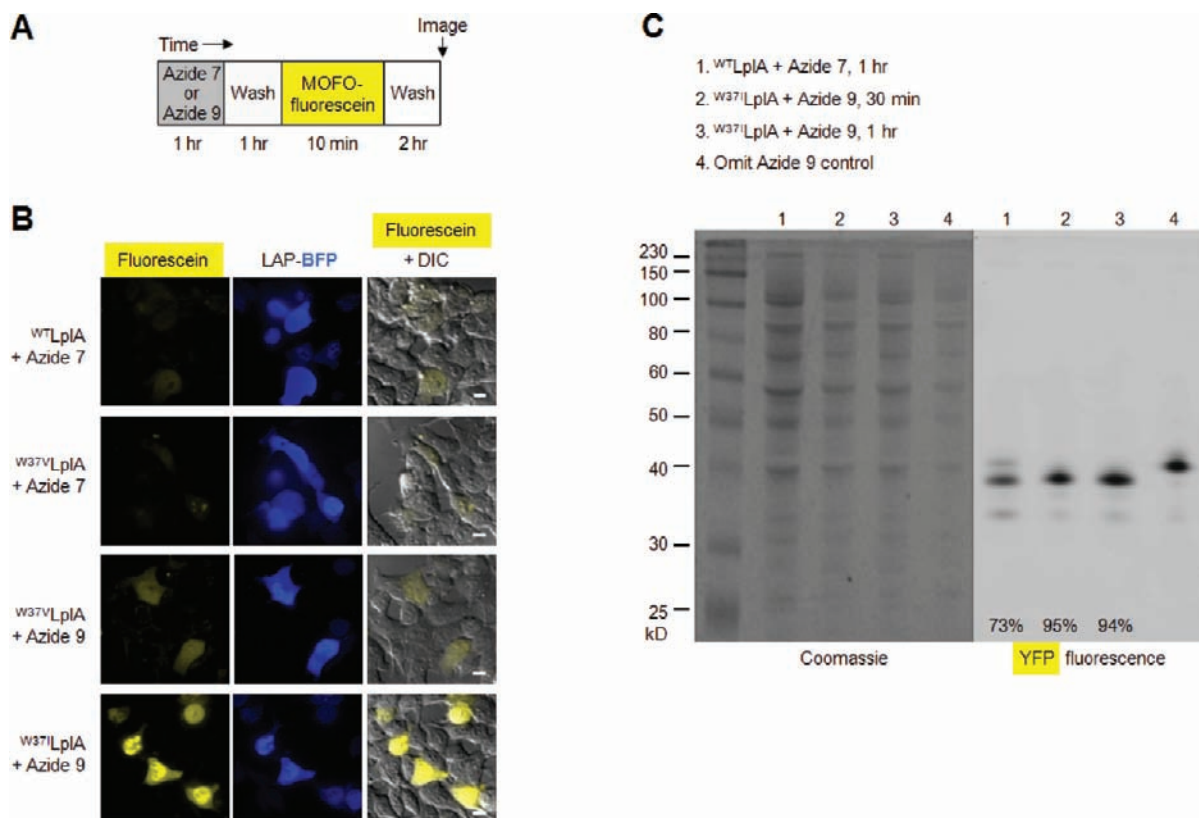 A
Time
Image
Azide 7
or
Azide 9
Wash
MOFO-
fluorescein
Wash
1 hr
1 hr
10 min
2 hr
B
Fluorescein
LAP-BFP
Fluorescein
+ DIC
WTLplA
+ Azide 7
W37VLplA
+ Azide 7
W37VLplA
+ Azide 9
W37ILplA
+ Azide 9
C
1. WTLplA + Azide 7, 1 hr
2. W37ILplA + Azide 9, 30 min
3. W37ILplA + Azide 9, 1 hr
4. Omit Azide 9 control
1 2 3 4 1 2 3 4
230
150
100
80
60
50
40
30
25
kD
73% 95% 94%
Coomassie
YFP fluorescence